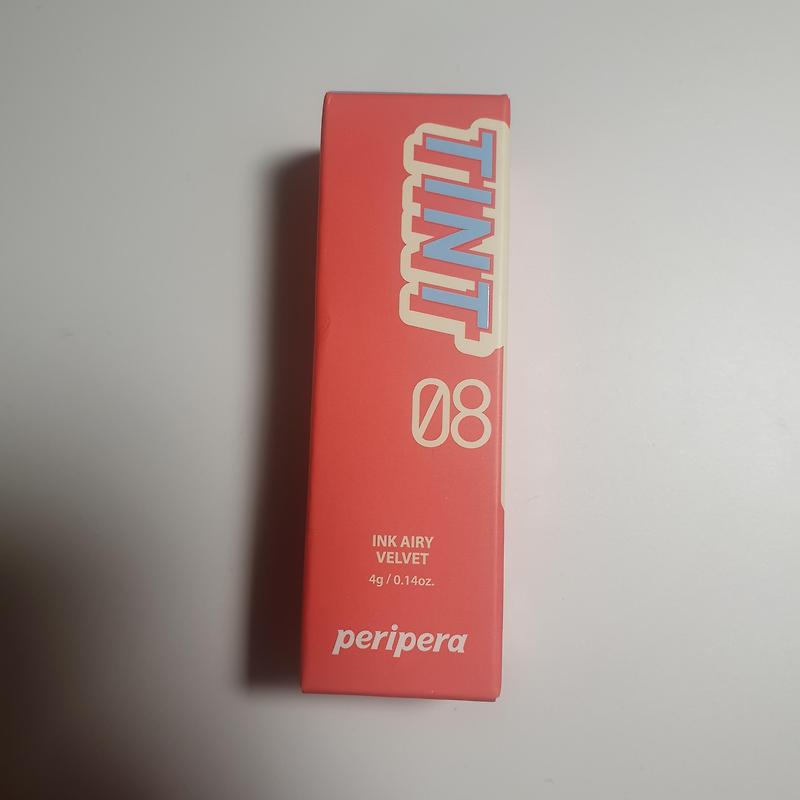 TINT
08
INK AIRY
VELVET
4g / 0.14oz.
peripera